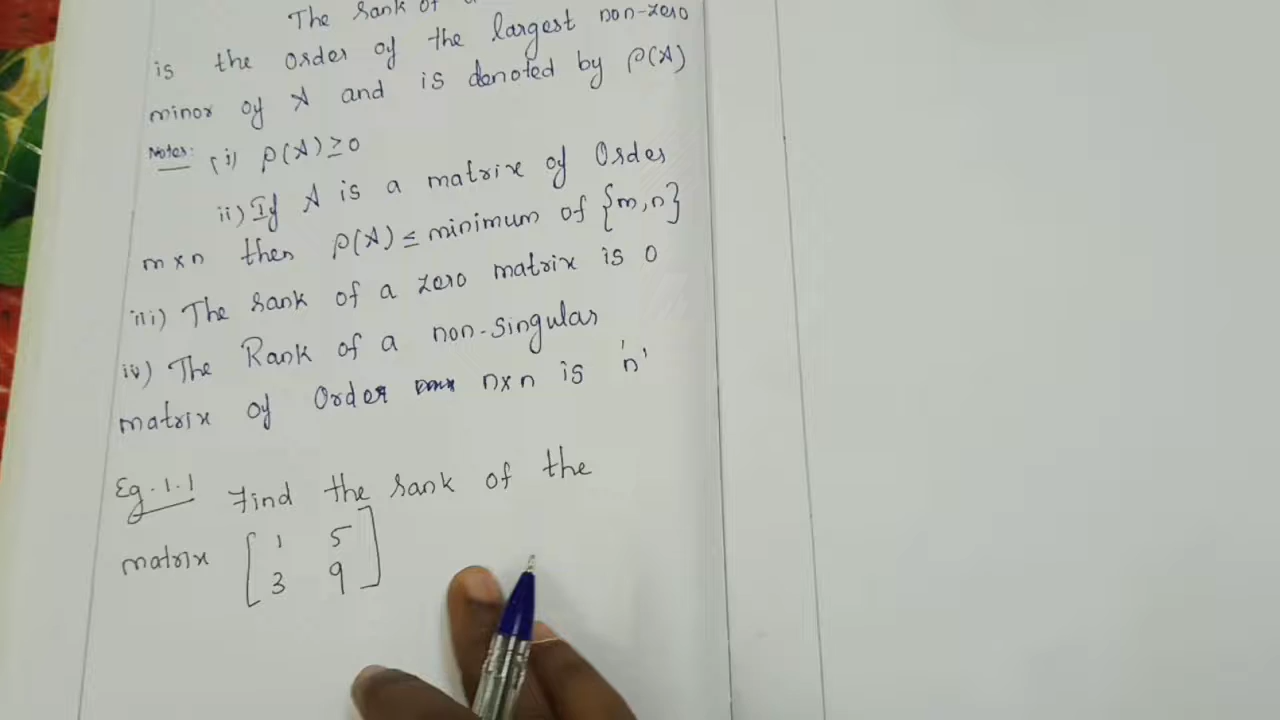 The rank of
is the order of the largest non-zero
minor of A and is denoted by ρ(A)
Notes: (i) ρ(A) ≥ 0
ii) If A is a matrix of Order
m×n then ρ(A) ≤ minimum of {m,n}
iii) The rank of a zero matrix is 0
iv) The Rank of a non-singular
matrix of Order n×n is 'n'
Eg.1.1 Find the rank of the
matrix [1 5
3 9]